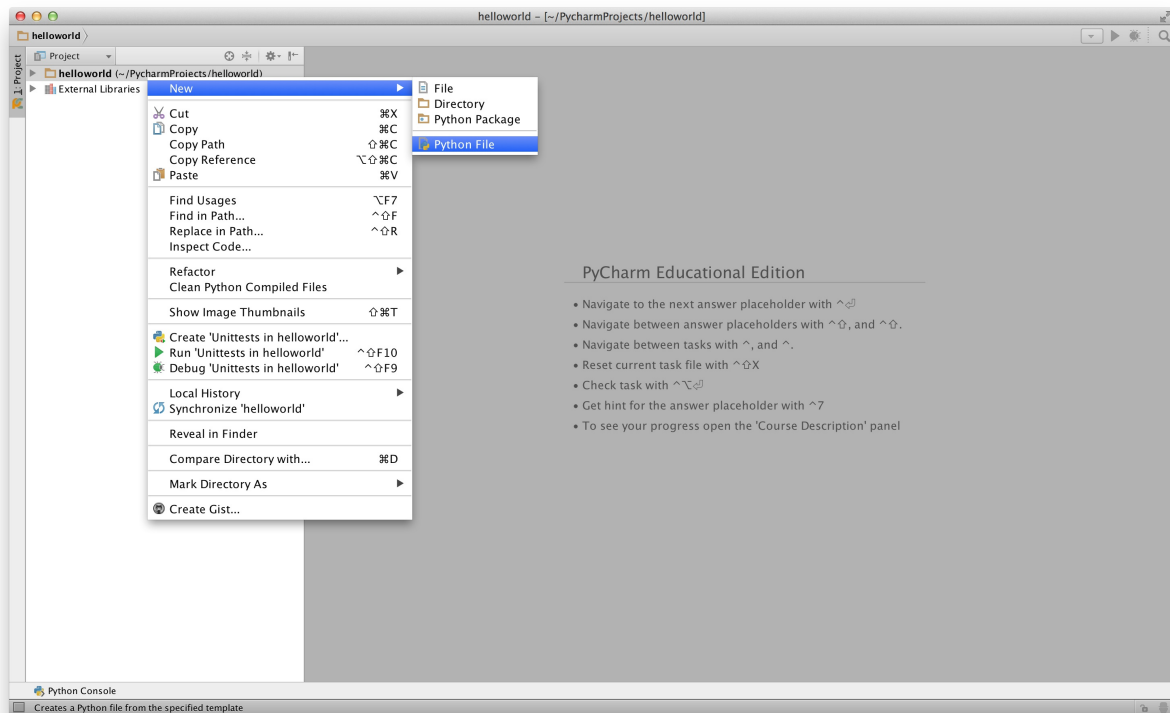 helloworld – [~/PycharmProjects/helloworld]
helloworld
1: Project
Project
helloworld (~/PycharmProjects/helloworld)
External Libraries
New
Cut ⌘X
Copy ⌘C
Copy Path ⇧⌘C
Copy Reference ⌥⇧⌘C
Paste ⌘V
Find Usages ⌥F7
Find in Path... ^⇧F
Replace in Path... ^⇧R
Inspect Code...
Refactor
Clean Python Compiled Files
Show Image Thumbnails ⇧⌘T
Create 'Unittests in helloworld'...
Run 'Unittests in helloworld' ^⇧F10
Debug 'Unittests in helloworld' ^⇧F9
Local History
Synchronize 'helloworld'
Reveal in Finder
Compare Directory with... ⌘D
Mark Directory As
Create Gist...
File
Directory
Python Package
Python File
PyCharm Educational Edition
• Navigate to the next answer placeholder with ^⏎
• Navigate between answer placeholders with ^⇧, and ^⇧.
• Navigate between tasks with ^, and ^.
• Reset current task file with ^⇧X
• Check task with ^⌥⏎
• Get hint for the answer placeholder with ^7
• To see your progress open the 'Course Description' panel
Python Console
Creates a Python file from the specified template